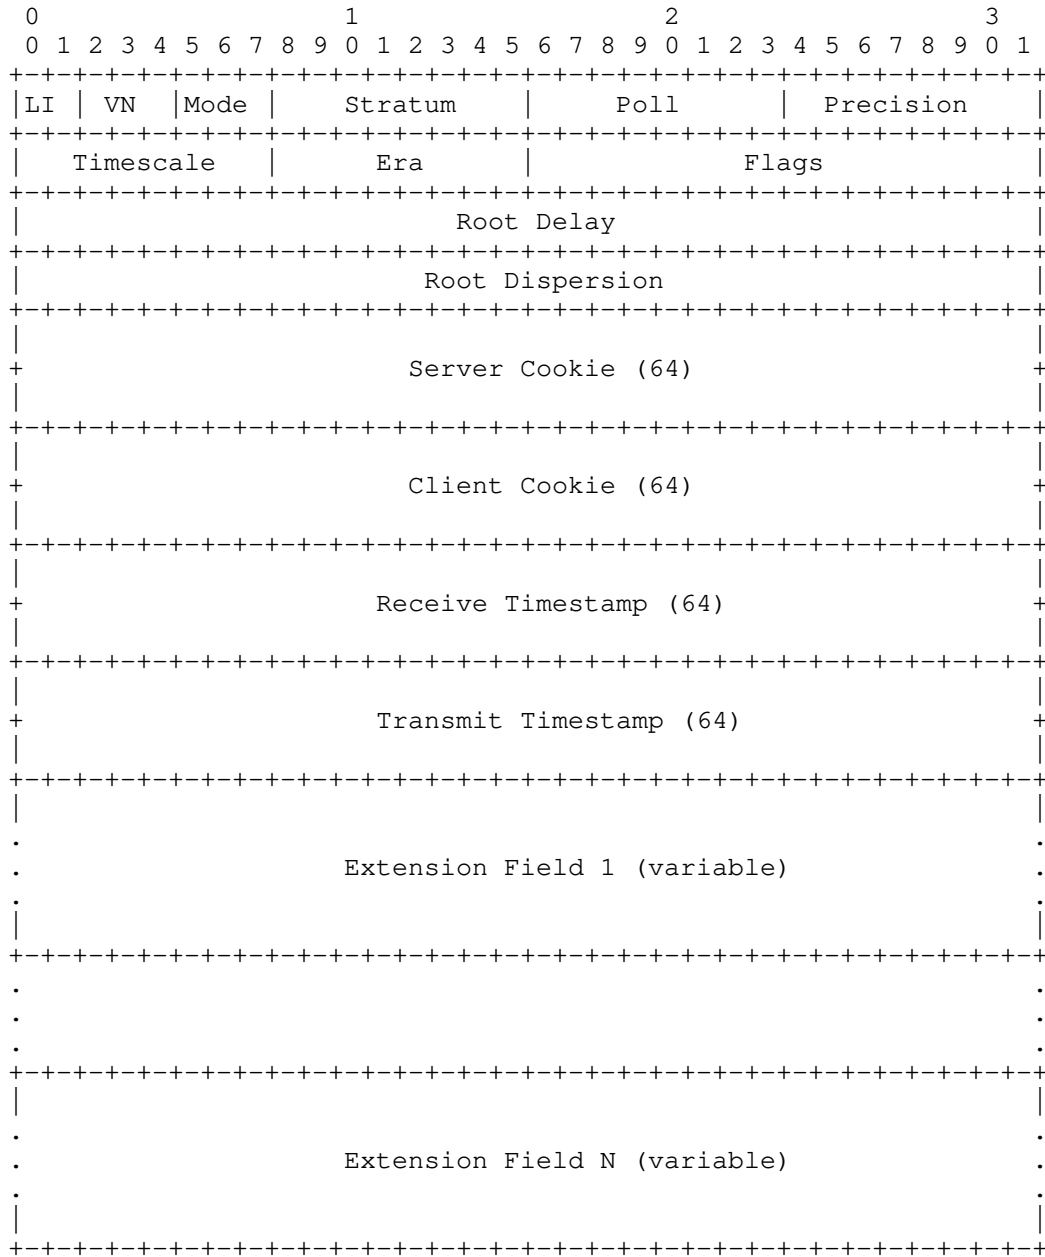 0                   1                   2                   3
 0 1 2 3 4 5 6 7 8 9 0 1 2 3 4 5 6 7 8 9 0 1 2 3 4 5 6 7 8 9 0 1
+-+-+-+-+-+-+-+-+-+-+-+-+-+-+-+-+-+-+-+-+-+-+-+-+-+-+-+-+-+-+-+-+
|LI | VN  |Mode |    Stratum    |     Poll      |  Precision    |
+-+-+-+-+-+-+-+-+-+-+-+-+-+-+-+-+-+-+-+-+-+-+-+-+-+-+-+-+-+-+-+-+
|   Timescale   |      Era      |             Flags             |
+-+-+-+-+-+-+-+-+-+-+-+-+-+-+-+-+-+-+-+-+-+-+-+-+-+-+-+-+-+-+-+-+
|                           Root Delay                          |
+-+-+-+-+-+-+-+-+-+-+-+-+-+-+-+-+-+-+-+-+-+-+-+-+-+-+-+-+-+-+-+-+
|                         Root Dispersion                       |
+-+-+-+-+-+-+-+-+-+-+-+-+-+-+-+-+-+-+-+-+-+-+-+-+-+-+-+-+-+-+-+-+
|                                                               |
+                        Server Cookie (64)                     +
|                                                               |
+-+-+-+-+-+-+-+-+-+-+-+-+-+-+-+-+-+-+-+-+-+-+-+-+-+-+-+-+-+-+-+-+
|                                                               |
+                        Client Cookie (64)                     +
|                                                               |
+-+-+-+-+-+-+-+-+-+-+-+-+-+-+-+-+-+-+-+-+-+-+-+-+-+-+-+-+-+-+-+-+
|                                                               |
+                      Receive Timestamp (64)                   +
|                                                               |
+-+-+-+-+-+-+-+-+-+-+-+-+-+-+-+-+-+-+-+-+-+-+-+-+-+-+-+-+-+-+-+-+
|                                                               |
+                      Transmit Timestamp (64)                  +
|                                                               |
+-+-+-+-+-+-+-+-+-+-+-+-+-+-+-+-+-+-+-+-+-+-+-+-+-+-+-+-+-+-+-+-+
|                                                               |
.                                                               .
.                    Extension Field 1 (variable)               .
.                                                               .
|                                                               |
+-+-+-+-+-+-+-+-+-+-+-+-+-+-+-+-+-+-+-+-+-+-+-+-+-+-+-+-+-+-+-+-+
.                                                               .
.                                                               .
.                                                               .
+-+-+-+-+-+-+-+-+-+-+-+-+-+-+-+-+-+-+-+-+-+-+-+-+-+-+-+-+-+-+-+-+
|                                                               |
.                                                               .
.                    Extension Field N (variable)               .
.                                                               .
|                                                               |
+-+-+-+-+-+-+-+-+-+-+-+-+-+-+-+-+-+-+-+-+-+-+-+-+-+-+-+-+-+-+-+-+